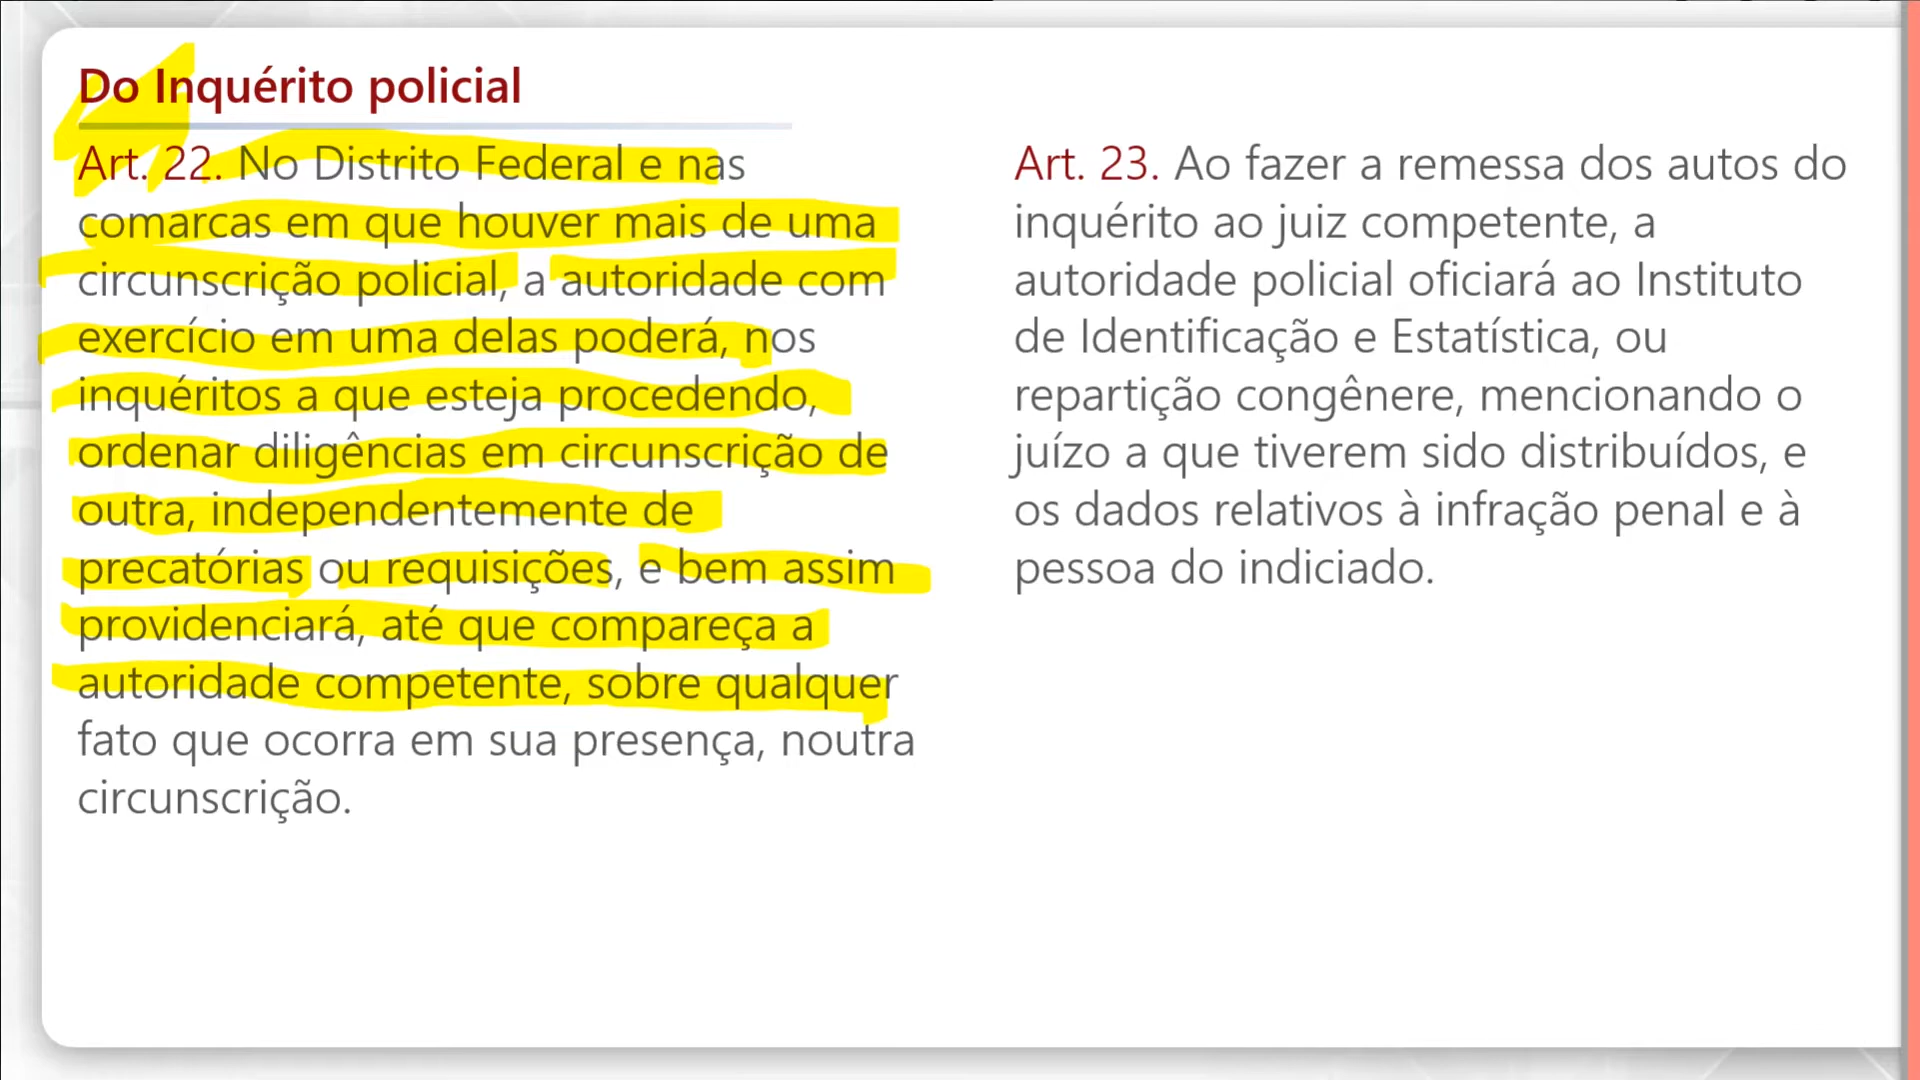 Do Inquérito policial
Art. 22. No Distrito Federal e nas
comarcas em que houver mais de uma
circunscrição policial, a autoridade com
exercício em uma delas poderá, nos
inquéritos a que esteja procedendo,
ordenar diligências em circunscrição de
outra, independentemente de
precatórias ou requisições, e bem assim
providenciará, até que compareça a
autoridade competente, sobre qualquer
fato que ocorra em sua presença, noutra
circunscrição.
Art. 23. Ao fazer a remessa dos autos do
inquérito ao juiz competente, a
autoridade policial oficiará ao Instituto
de Identificação e Estatística, ou
repartição congênere, mencionando o
juízo a que tiverem sido distribuídos, e
os dados relativos à infração penal e à
pessoa do indiciado.